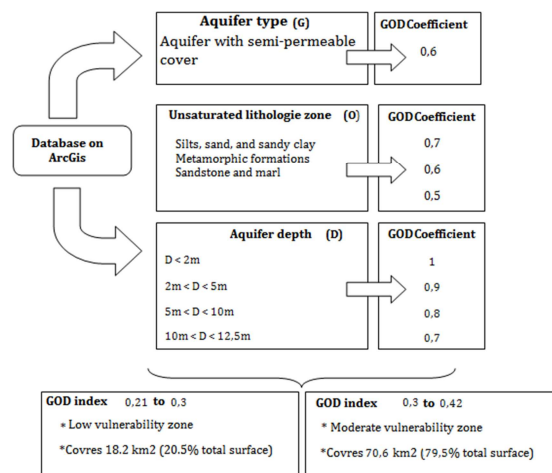 Aquifer type (G)
Aquifer with semi-permeable
cover
GOD Coefficient
0,6
Database on
ArcGis
Unsaturated lithologie zone (O)
Silts, sand, and sandy clay
Metamorphic formations
Sandstone and marl
GOD Coefficient
0,7
0,6
0,5
Aquifer depth (D)
D < 2m
2m < D < 5m
5m < D < 10m
10m < D < 12,5m
GOD Coefficient
1
0,9
0,8
0,7
GOD index 0,21 to 0,3
* Low vulnerability zone
*Covres 18.2 km2 (20.5% total surface)
GOD index 0,3 to 0,42
* Moderate vulnerability zone
*Covres 70,6 km2 (79,5% total surface)